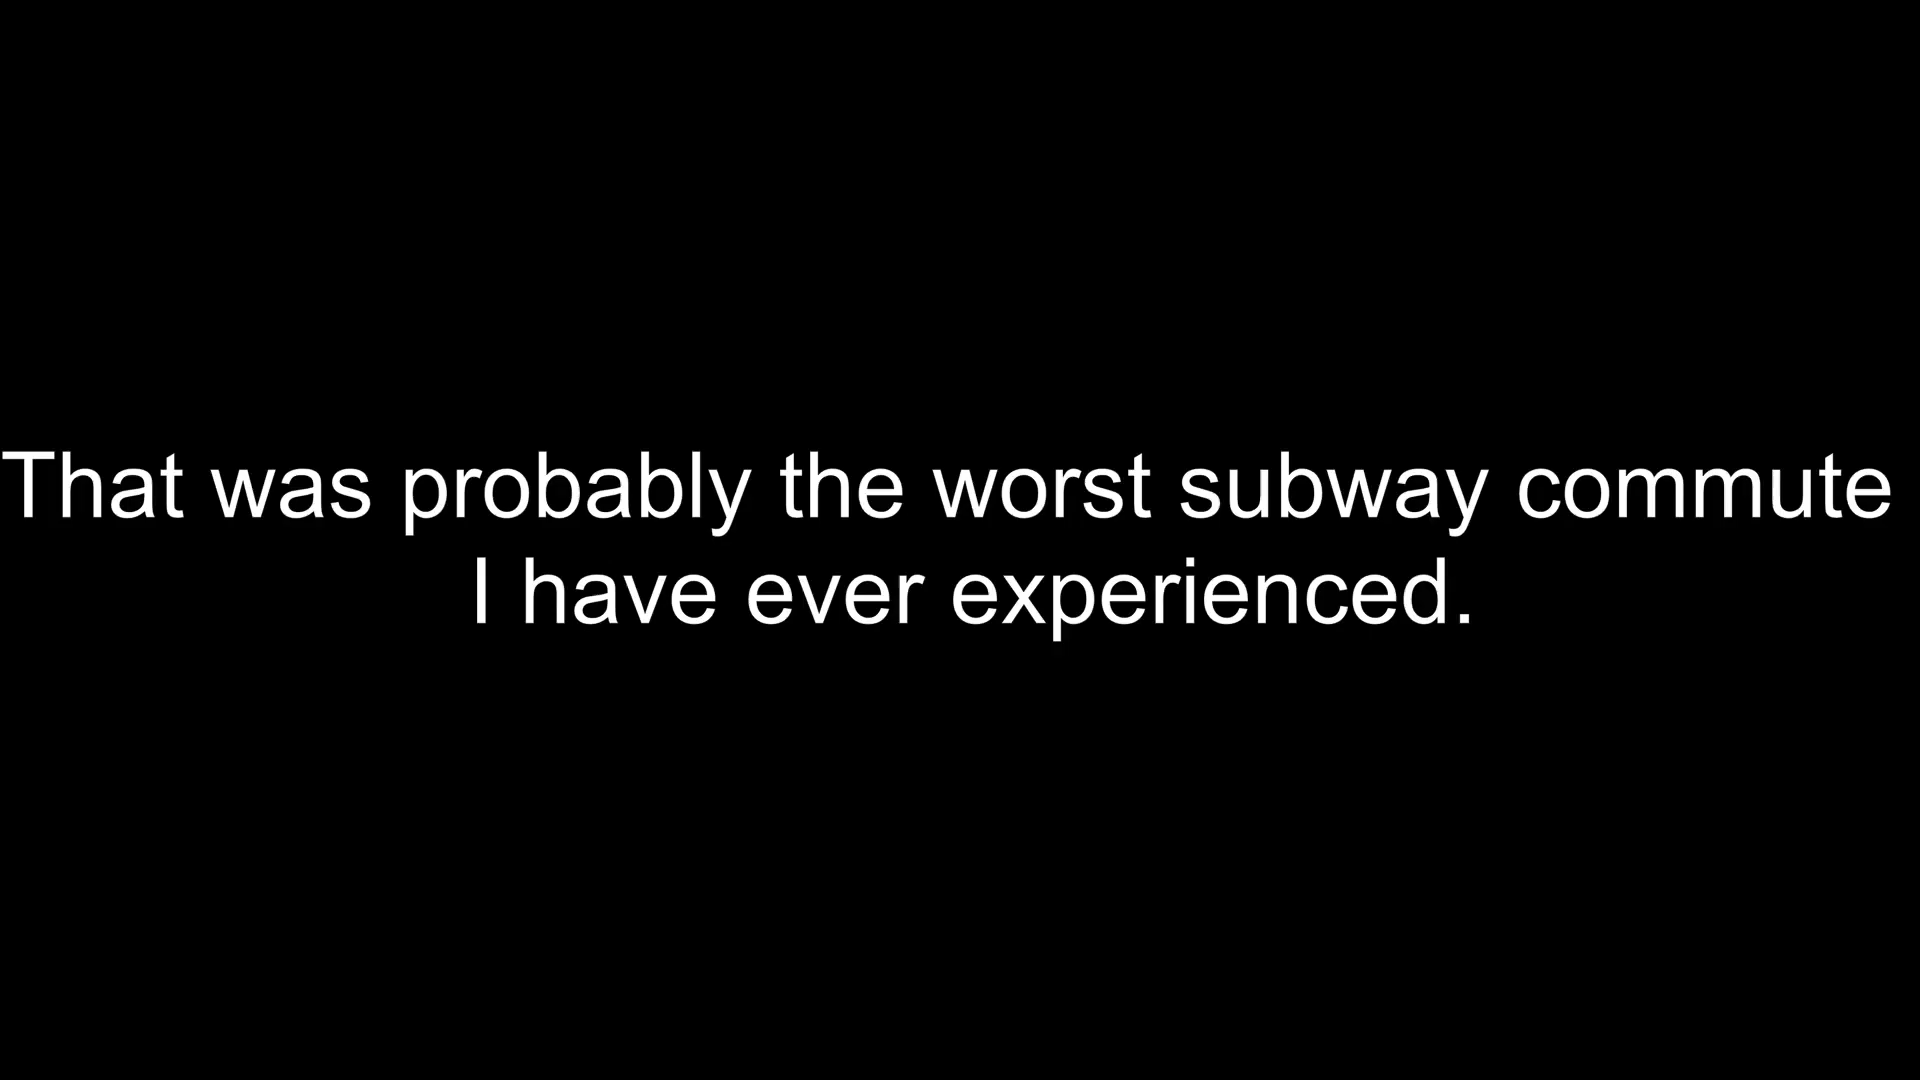 That was probably the worst subway commute
I have ever experienced.